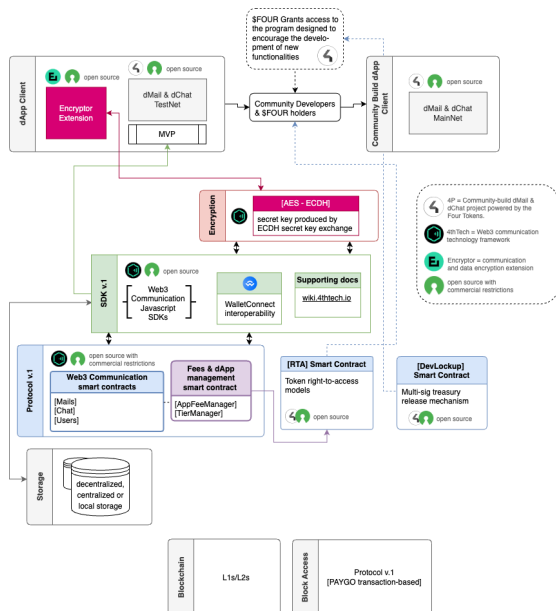 $FOUR Grants access to
the program designed to
encourage the develo-
pment of new
functionalities
dApp Client
open source
Encryptor
Extension
dMail & dChat
TestNet
MVP
Community Developers
& $FOUR holders
Community Build dApp
Client
open source
dMail & dChat
MainNet
4P = Community-build dMail &
dChat project powered by the
Four Tokens.
4thTech = Web3 communication
technology framework
Encryptor = communication
and data encryption extension
open source with
commercial restrictions
Encryption
[AES - ECDH]
secret key produced by
ECDH secret key exchange
SDK v.1
open source
Web3
Communication
Javascript
SDKs
WalletConnect
interoperability
Supporting docs
wiki.4thtech.io
Protocol v.1
open source with
commercial restrictions
Web3 Communication
smart contracts
[Mails]
[Chat]
[Users]
Fees & dApp
management
smart contract
[AppFeeManager]
[TierManager]
[RTA] Smart Contract
Token right-to-access
models
open source
[DevLockup]
Smart Contract
Multi-sig treasury
release mechanism
open source
Storage
decentralized,
centralized or
local storage
Blockchain
L1s/L2s
Block Access
Protocol v.1
[PAYGO transaction-based]